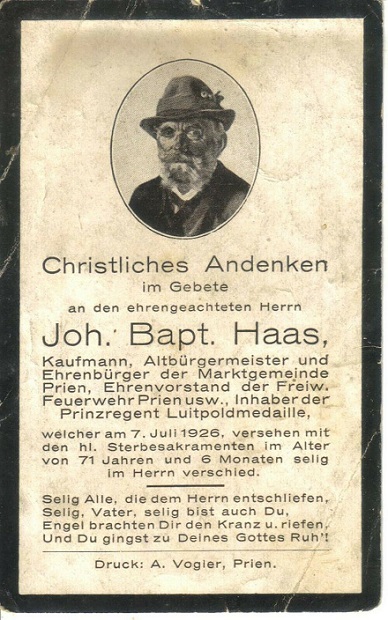 Christliches Andenken
im Gebete
an den ehrengeachteten Herrn
Joh. Bapt. Haas,
Kaufmann, Altbürgermeister und
Ehrenbürger der Marktgemeinde
Prien, Ehrenvorstand der Freiw.
Feuerwehr Prien usw., Inhaber der
Prinzregent Luitpoldmedaille,
welcher am 7. Juli 1926, versehen mit
den hl. Sterbesakramenten im Alter
von 71 Jahren und 6 Monaten selig
im Herrn verschied.
Selig Alle, die dem Herrn entschliefen,
Selig, Vater, selig bist auch Du,
Engel brachten Dir den Kranz u. riefen,
Und Du gingst zu Deines Gottes Ruh'!
Druck: A. Vogler, Prien.